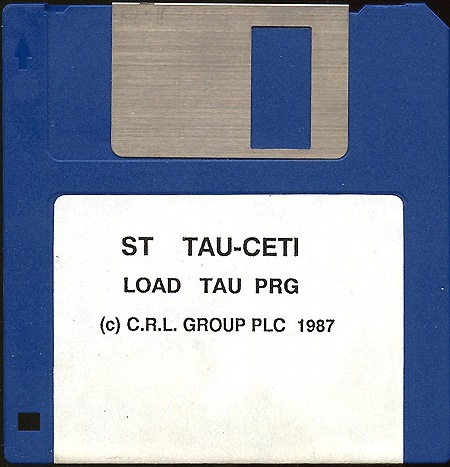 ST TAU-CETI
LOAD TAU PRG
(c) C.R.L. GROUP PLC 1987